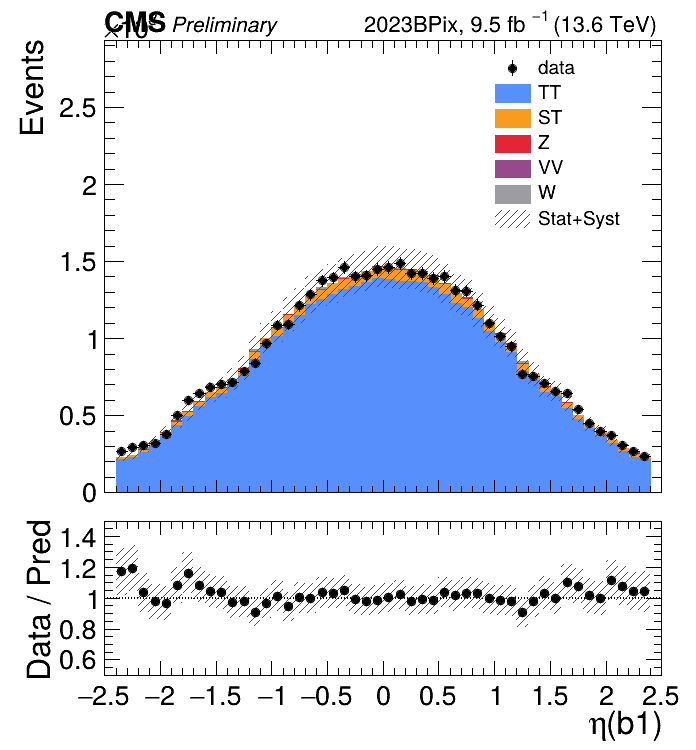 CMS Preliminary 2023BPix, 9.5 fb⁻¹ (13.6 TeV)
Events
data
TT
ST
Z
VV
W
Stat+Syst
2.5
2
1.5
1
0.5
0
Data / Pred
1.4
1.2
1
0.8
0.6
−2.5 −2 −1.5 −1 −0.5 0 0.5 1 1.5 2 2.5
η(b1)